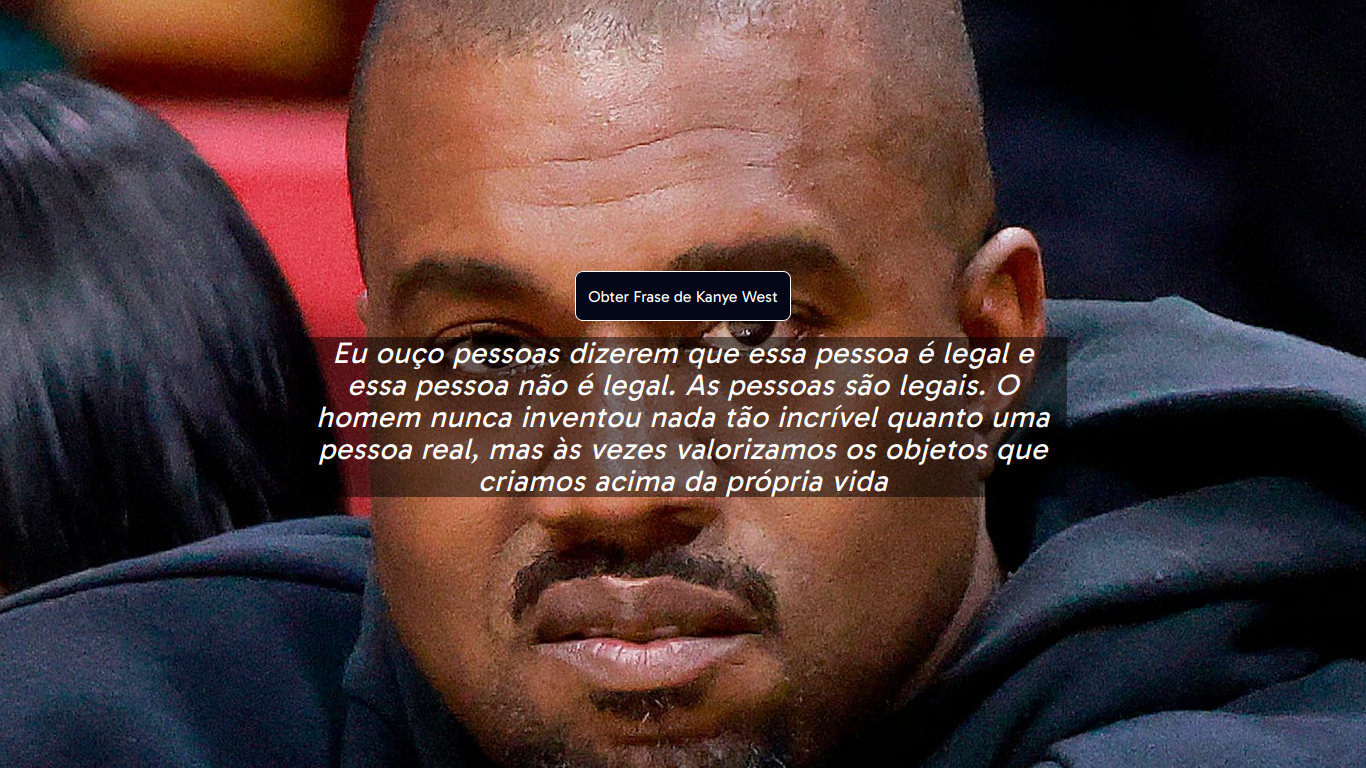 Obter Frase de Kanye West
Eu ouço pessoas dizerem que essa pessoa é legal e
essa pessoa não é legal. As pessoas são legais. O
homem nunca inventou nada tão incrível quanto uma
pessoa real, mas às vezes valorizamos os objetos que
criamos acima da própria vida